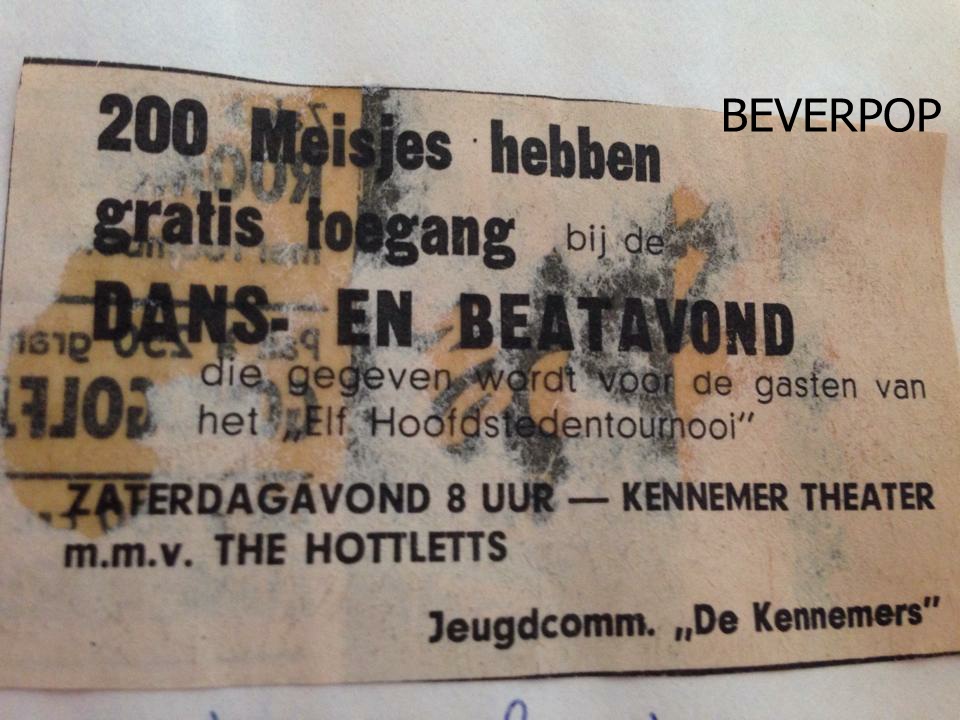 BEVERPOP
200 Meisjes hebben
gratis toegang bij de
DANS- EN BEATAVOND
die gegeven wordt voor de gasten van
het „Elf Hoofdstedentournooi”
ZATERDAGAVOND 8 UUR — KENNEMER THEATER
m.m.v. THE HOTTLETTS
Jeugdcomm. „De Kennemers”